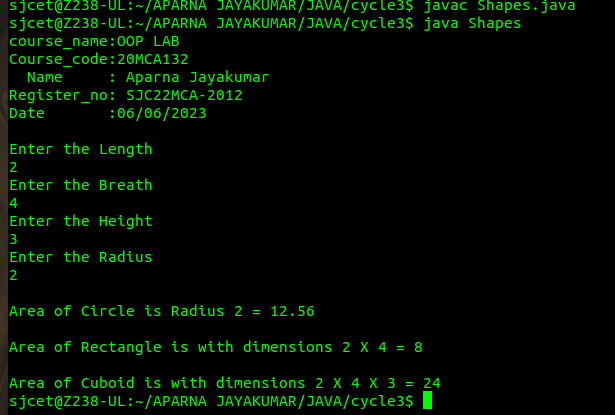 sjcet@Z238-UL:~/APARNA JAYAKUMAR/JAVA/cycle3$ javac Shapes.java
sjcet@Z238-UL:~/APARNA JAYAKUMAR/JAVA/cycle3$ java Shapes
course_name:OOP LAB
Course_code:20MCA132
  Name     : Aparna Jayakumar
Register_no: SJC22MCA-2012
Date       :06/06/2023
Enter the Length
2
Enter the Breath
4
Enter the Height
3
Enter the Radius
2
Area of Circle is Radius 2 = 12.56
Area of Rectangle is with dimensions 2 X 4 = 8
Area of Cuboid is with dimensions 2 X 4 X 3 = 24
sjcet@Z238-UL:~/APARNA JAYAKUMAR/JAVA/cycle3$